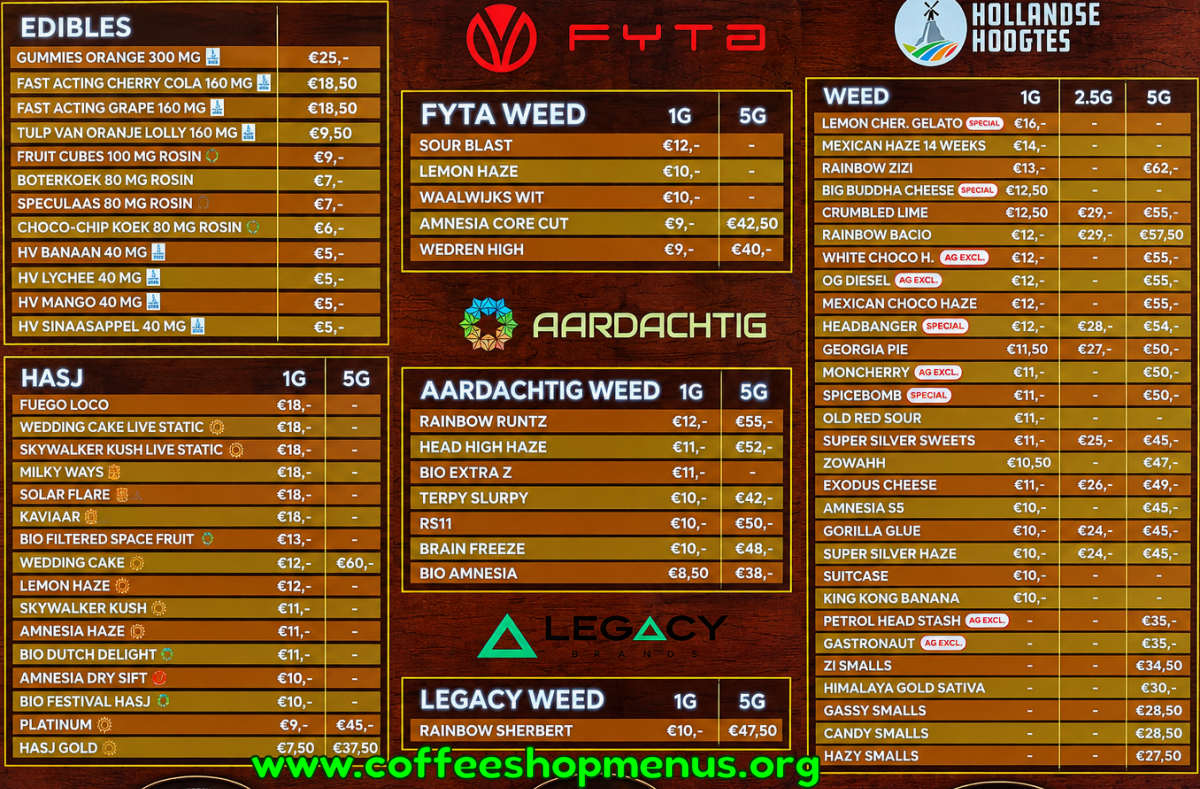 EDIBLES
GUMMIES ORANGE 300 MG €25,-
FAST ACTING CHERRY COLA 160 MG €18,50
FAST ACTING GRAPE 160 MG €18,50
TULP VAN ORANJE LOLLY 160 MG €9,50
FRUIT CUBES 100 MG ROSIN €9,-
BOTERKOEK 80 MG ROSIN €7,-
SPECULAAS 80 MG ROSIN €7,-
CHOCO-CHIP KOEK 80 MG ROSIN €6,-
HV BANAAN 40 MG €5,-
HV LYCHEE 40 MG €5,-
HV MANGO 40 MG €5,-
HV SINAASAPPEL 40 MG €5,-
HASJ 1G 5G
FUEGO LOCO €18,- -
WEDDING CAKE LIVE STATIC €18,- -
SKYWALKER KUSH LIVE STATIC €18,- -
MILKY WAYS €18,- -
SOLAR FLARE €18,- -
KAVIAAR €18,- -
BIO FILTERED SPACE FRUIT €13,- -
WEDDING CAKE €12,- €60,-
LEMON HAZE €12,- -
SKYWALKER KUSH €11,- -
AMNESIA HAZE €11,- -
BIO DUTCH DELIGHT €11,- -
AMNESIA DRY SIFT €10,- -
BIO FESTIVAL HASJ €10,- -
PLATINUM €9,- €45,-
HASJ GOLD €7,50 €37,50
FYTA
FYTA WEED 1G 5G
SOUR BLAST €12,- -
LEMON HAZE €10,- -
WAALWIJKS WIT €10,- -
AMNESIA CORE CUT €9,- €42,50
WEDREN HIGH €9,- €40,-
AARDACHTIG
AARDACHTIG WEED 1G 5G
RAINBOW RUNTZ €12,- €55,-
HEAD HIGH HAZE €11,- €52,-
BIO EXTRA Z €11,- -
TERPY SLURPY €10,- €42,-
RS11 €10,- €50,-
BRAIN FREEZE €10,- €48,-
BIO AMNESIA €8,50 €38,-
LEGACY
BRANDS
LEGACY WEED 1G 5G
RAINBOW SHERBERT €10,- €47,50
HOLLANDSE
HOOGTES
WEED 1G 2.5G 5G
LEMON CHER. GELATO SPECIAL €16,- - -
MEXICAN HAZE 14 WEEKS €14,- - -
RAINBOW ZIZI €13,- - €62,-
BIG BUDDHA CHEESE SPECIAL €12,50 - -
CRUMBLED LIME €12,50 €29,- €55,-
RAINBOW BACIO €12,- €29,- €57,50
WHITE CHOCO H. AG EXCL. €12,- - €55,-
OG DIESEL AG EXCL. €12,- - €55,-
MEXICAN CHOCO HAZE €12,- - €55,-
HEADBANGER SPECIAL €12,- €28,- €54,-
GEORGIA PIE €11,50 €27,- €50,-
MONCHERRY AG EXCL. €11,- - €50,-
SPICEBOMB SPECIAL €11,- - €50,-
OLD RED SOUR €11,- - -
SUPER SILVER SWEETS €11,- €25,- €45,-
ZOWAHH €10,50 - €47,-
EXODUS CHEESE €11,- €26,- €49,-
AMNESIA S5 €10,- - €45,-
GORILLA GLUE €10,- €24,- €45,-
SUPER SILVER HAZE €10,- €24,- €45,-
SUITCASE €10,- - -
KING KONG BANANA €10,- - -
PETROL HEAD STASH AG EXCL. - - €35,-
GASTRONAUT AG EXCL. - - €35,-
ZI SMALLS - - €34,50
HIMALAYA GOLD SATIVA - - €30,-
GASSY SMALLS - - €28,50
CANDY SMALLS - - €28,50
HAZY SMALLS - - €27,50
www.coffeeshopmenus.org